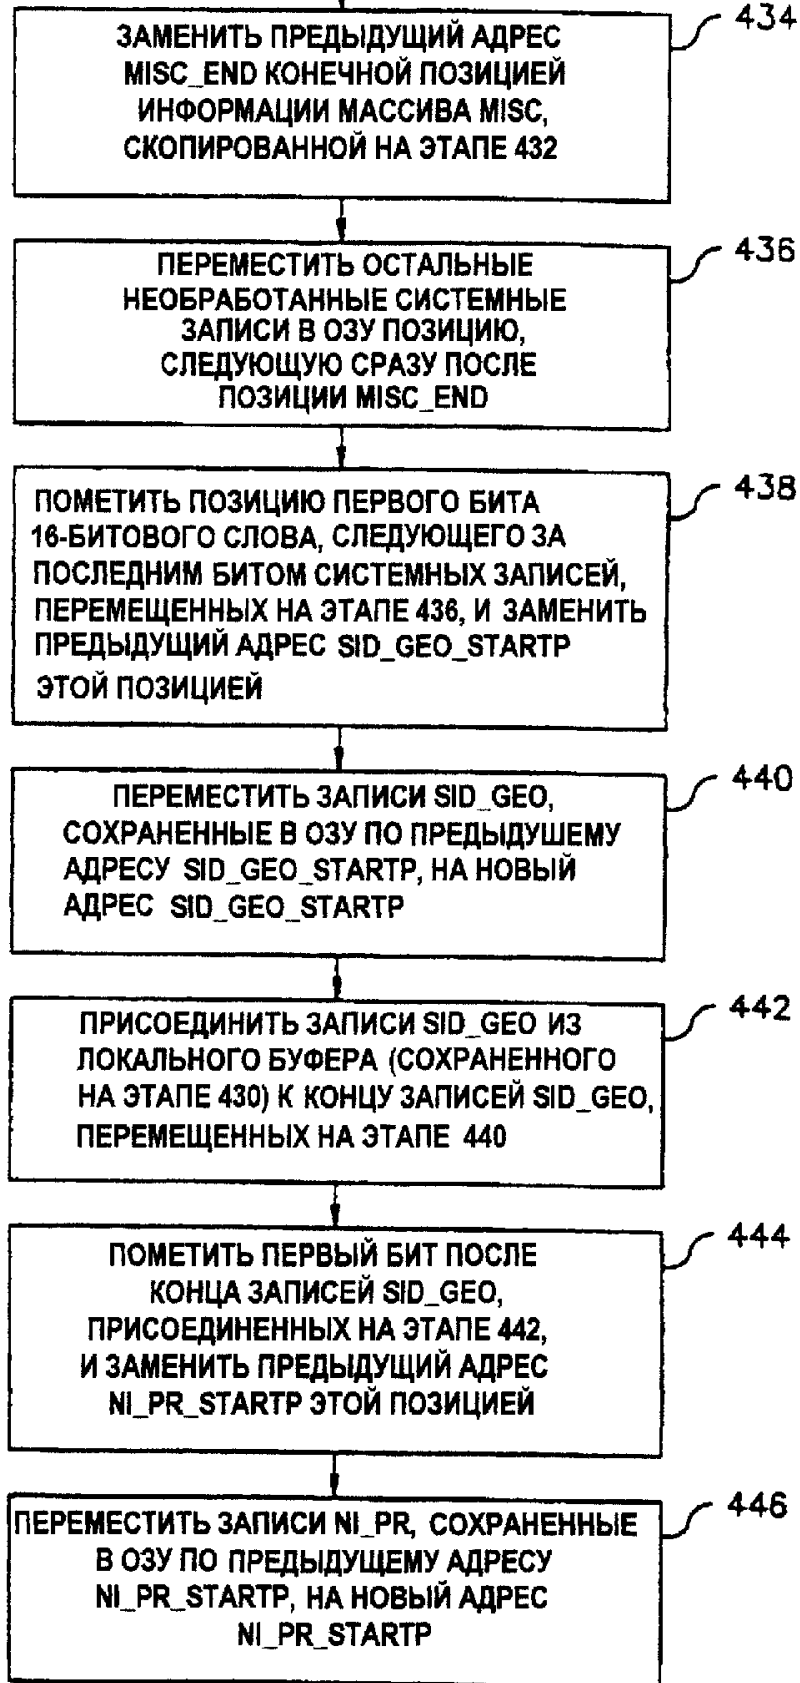 434
ЗАМЕНИТЬ ПРЕДЫДУЩИЙ АДРЕС
MISC_END КОНЕЧНОЙ ПОЗИЦИЕЙ
ИНФОРМАЦИИ МАССИВА MISC,
СКОПИРОВАННОЙ НА ЭТАПЕ 432
436
ПЕРЕМЕСТИТЬ ОСТАЛЬНЫЕ
НЕОБРАБОТАННЫЕ СИСТЕМНЫЕ
ЗАПИСИ В ОЗУ ПОЗИЦИЮ,
СЛЕДУЮЩУЮ СРАЗУ ПОСЛЕ
ПОЗИЦИИ MISC_END
438
ПОМЕТИТЬ ПОЗИЦИЮ ПЕРВОГО БИТА
16-БИТОВОГО СЛОВА, СЛЕДУЮЩЕГО ЗА
ПОСЛЕДНИМ БИТОМ СИСТЕМНЫХ ЗАПИСЕЙ,
ПЕРЕМЕЩЕННЫХ НА ЭТАПЕ 436, И ЗАМЕНИТЬ
ПРЕДЫДУЩИЙ АДРЕС SID_GEO_STARTP
ЭТОЙ ПОЗИЦИЕЙ
440
ПЕРЕМЕСТИТЬ ЗАПИСИ SID_GEO,
СОХРАНЕННЫЕ В ОЗУ ПО ПРЕДЫДУШЕМУ
АДРЕСУ SID_GEO_STARTP, НА НОВЫЙ
АДРЕС SID_GEO_STARTP
442
ПРИСОЕДИНИТЬ ЗАПИСИ SID_GEO ИЗ
ЛОКАЛЬНОГО БУФЕРА (СОХРАНЕННОГО
НА ЭТАПЕ 430) К КОНЦУ ЗАПИСЕЙ SID_GEO,
ПЕРЕМЕЩЕННЫХ НА ЭТАПЕ 440
444
ПОМЕТИТЬ ПЕРВЫЙ БИТ ПОСЛЕ
КОНЦА ЗАПИСЕЙ SID_GEO,
ПРИСОЕДИНЕННЫХ НА ЭТАПЕ 442,
И ЗАМЕНИТЬ ПРЕДЫДУЩИЙ АДРЕС
NI_PR_STARTP ЭТОЙ ПОЗИЦИЕЙ
446
ПЕРЕМЕСТИТЬ ЗАПИСИ NI_PR, СОХРАНЕННЫЕ
В ОЗУ ПО ПРЕДЫДУЩЕМУ АДРЕСУ
NI_PR_STARTP, НА НОВЫЙ АДРЕС
NI_PR_STARTP